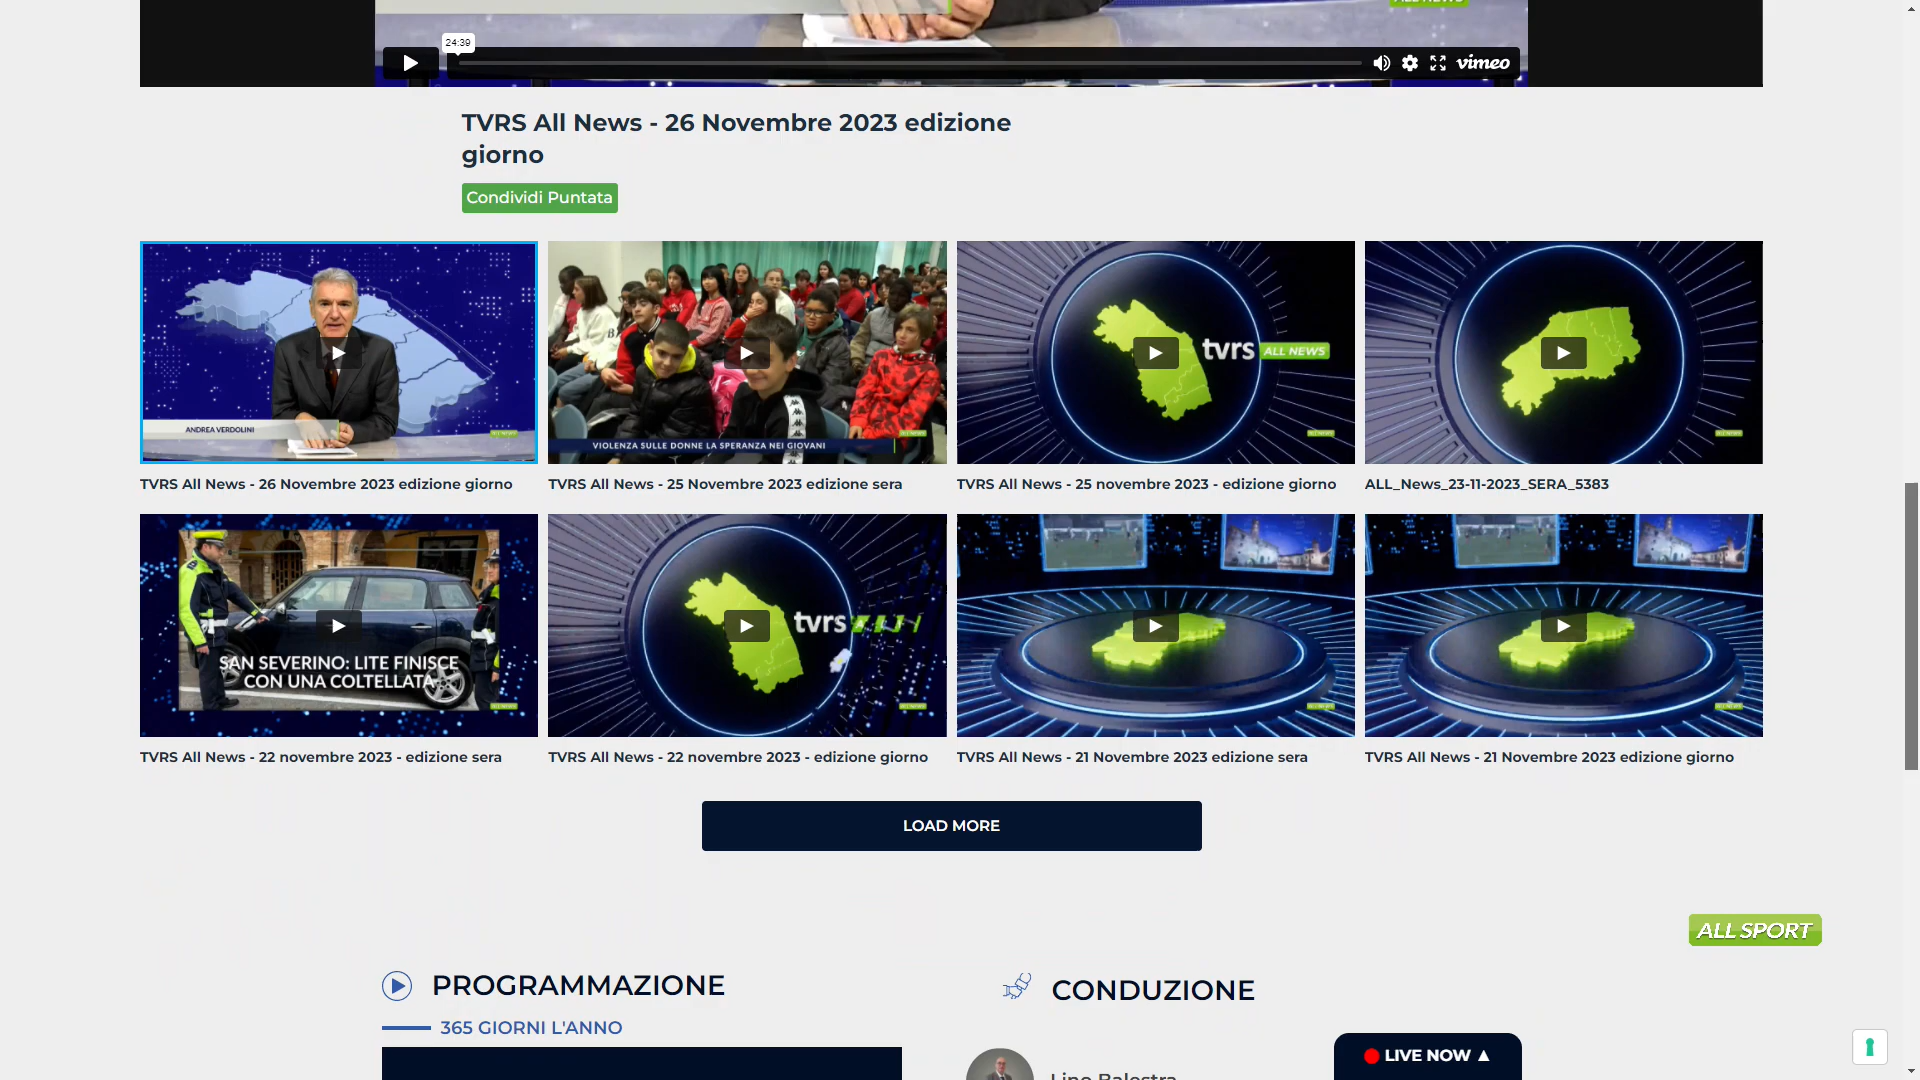 24:39
vimeo
TVRS All News - 26 Novembre 2023 edizione
giorno
Condividi Puntata
ANDREA VERDOLINI
VIOLENZA SULLE DONNE LA SPERANZA NEI GIOVANI
tvrs ALL NEWS
TVRS All News - 26 Novembre 2023 edizione giorno
TVRS All News - 25 Novembre 2023 edizione sera
TVRS All News - 25 novembre 2023 - edizione giorno
ALL_News_23-11-2023_SERA_5383
SAN SEVERINO: LITE FINISCE
CON UNA COLTELLATA
tvrs
TVRS All News - 22 novembre 2023 - edizione sera
TVRS All News - 22 novembre 2023 - edizione giorno
TVRS All News - 21 Novembre 2023 edizione sera
TVRS All News - 21 Novembre 2023 edizione giorno
LOAD MORE
ALL SPORT
PROGRAMMAZIONE
365 GIORNI L'ANNO
CONDUZIONE
Lino Balestra
LIVE NOW